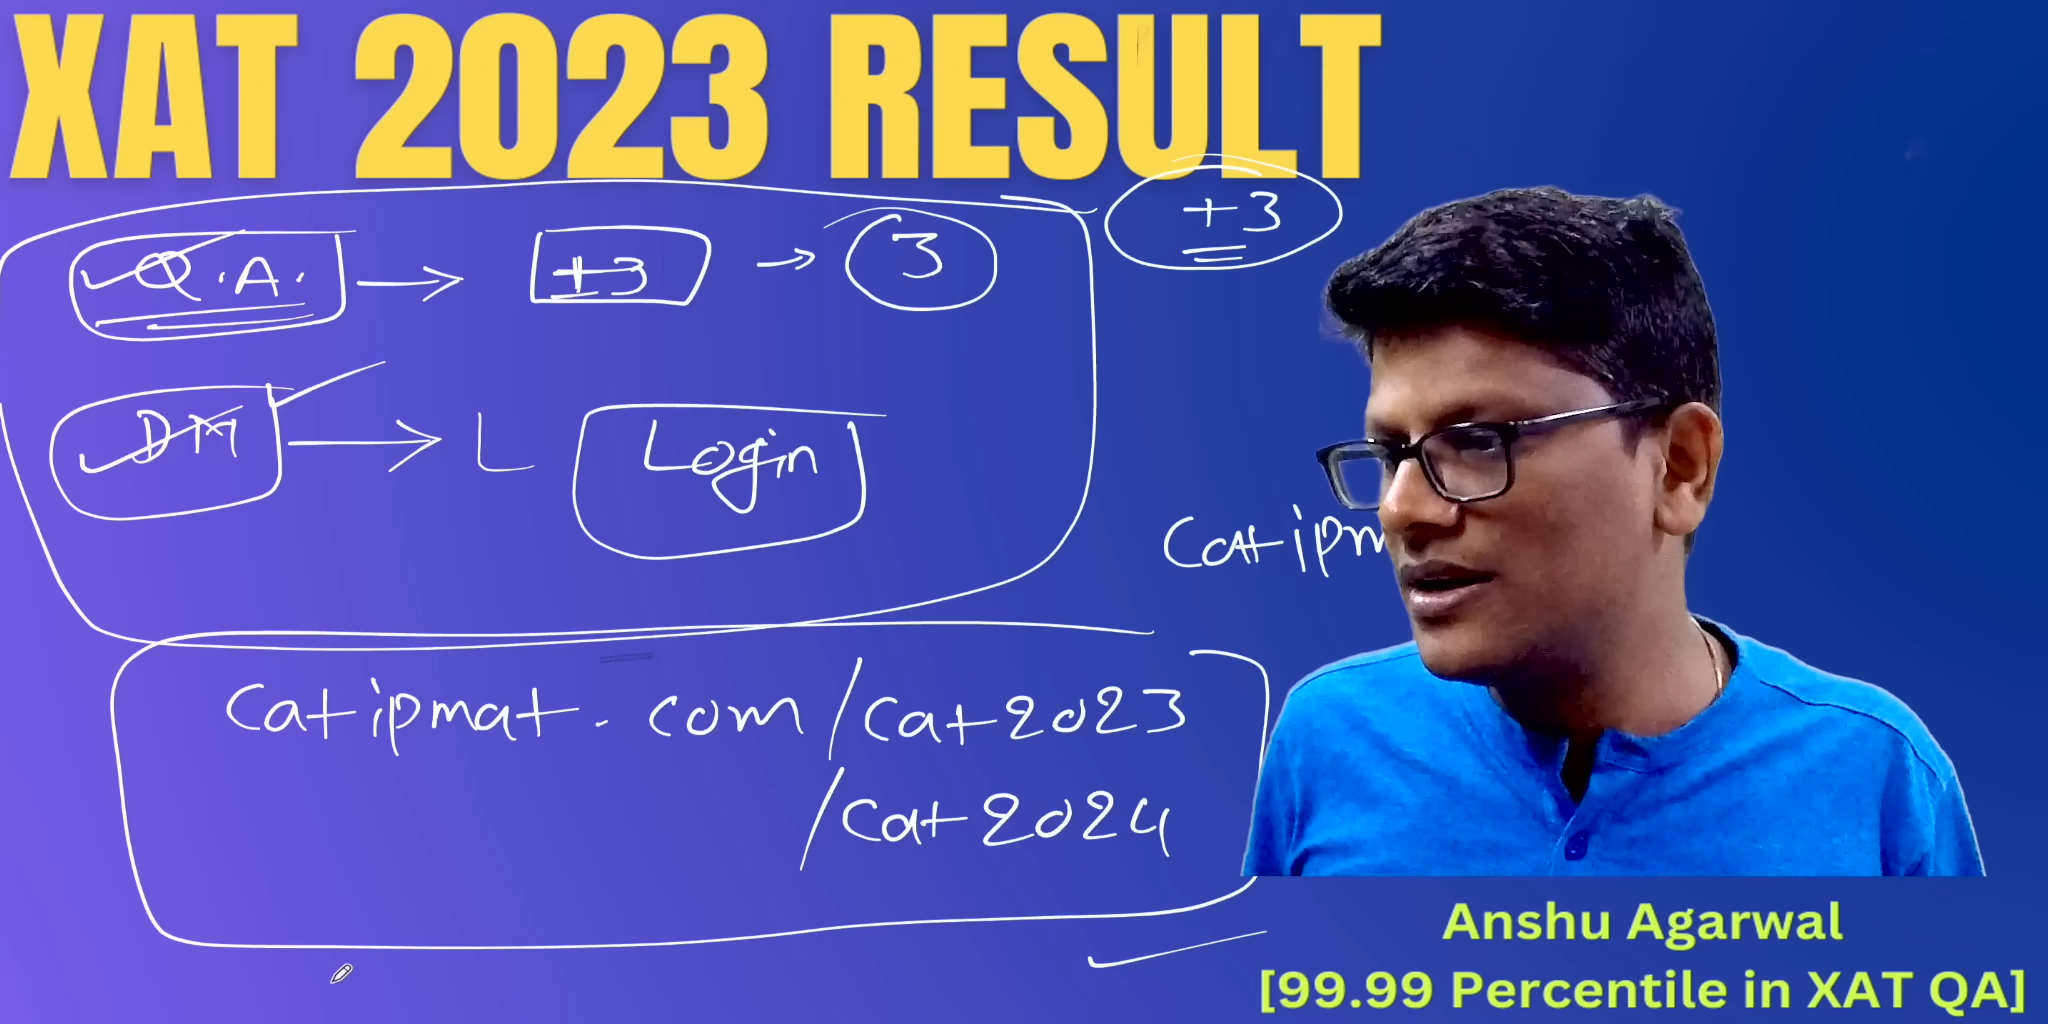 XAT 2023 RESULT
+3
Q.A. → +3 → 3
DM → L Login
Catipm
Catipmat.com/Cat2023
/Cat2024
Anshu Agarwal
[99.99 Percentile in XAT QA]